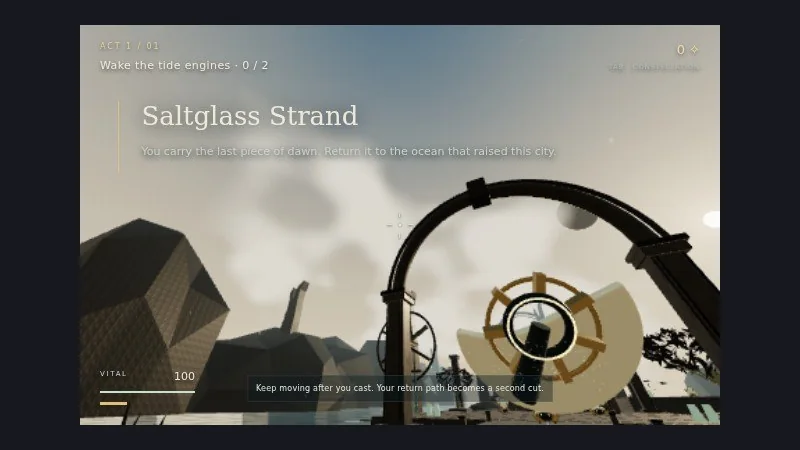 ACT 1 / 01
0 ✧
Wake the tide engines · 0 / 2
Saltglass Strand
You carry the last piece of dawn. Return it to the ocean that raised this city.
VITAL
100
Keep moving after you cast. Your return path becomes a second cut.